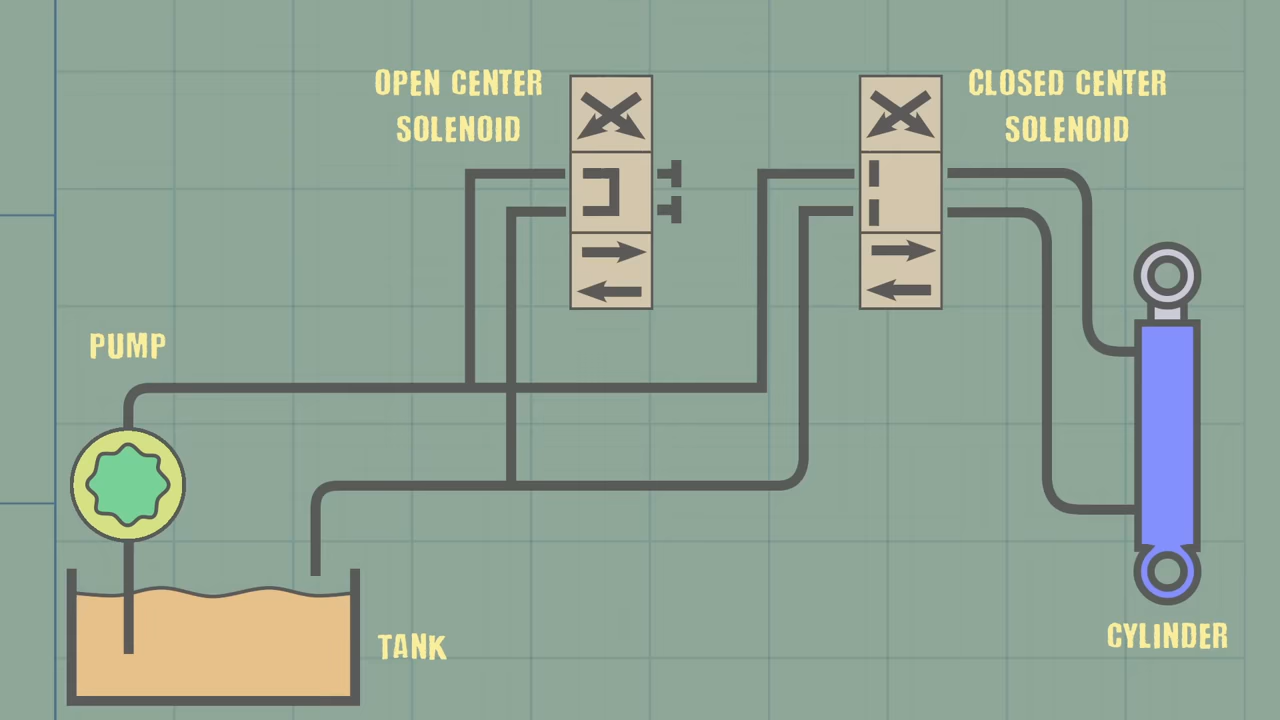 OPEN CENTER
SOLENOID
CLOSED CENTER
SOLENOID
PUMP
TANK
CYLINDER